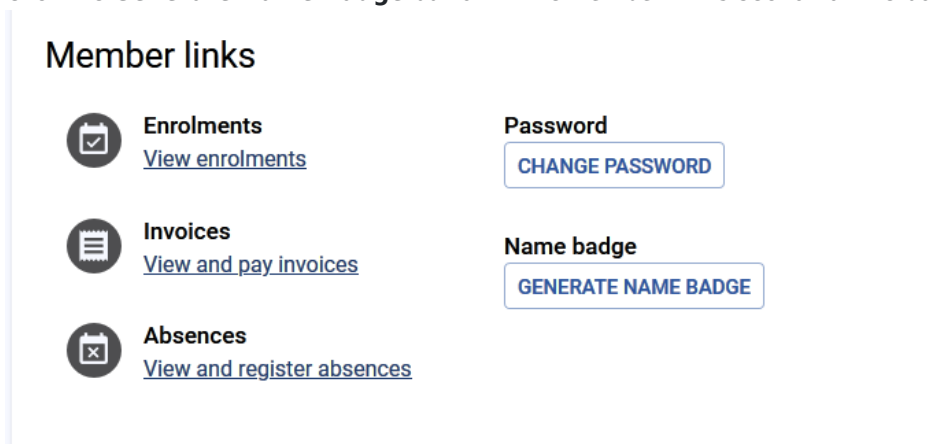 Member links
Enrolments
View enrolments
Invoices
View and pay invoices
Absences
View and register absences
Password
CHANGE PASSWORD
Name badge
GENERATE NAME BADGE